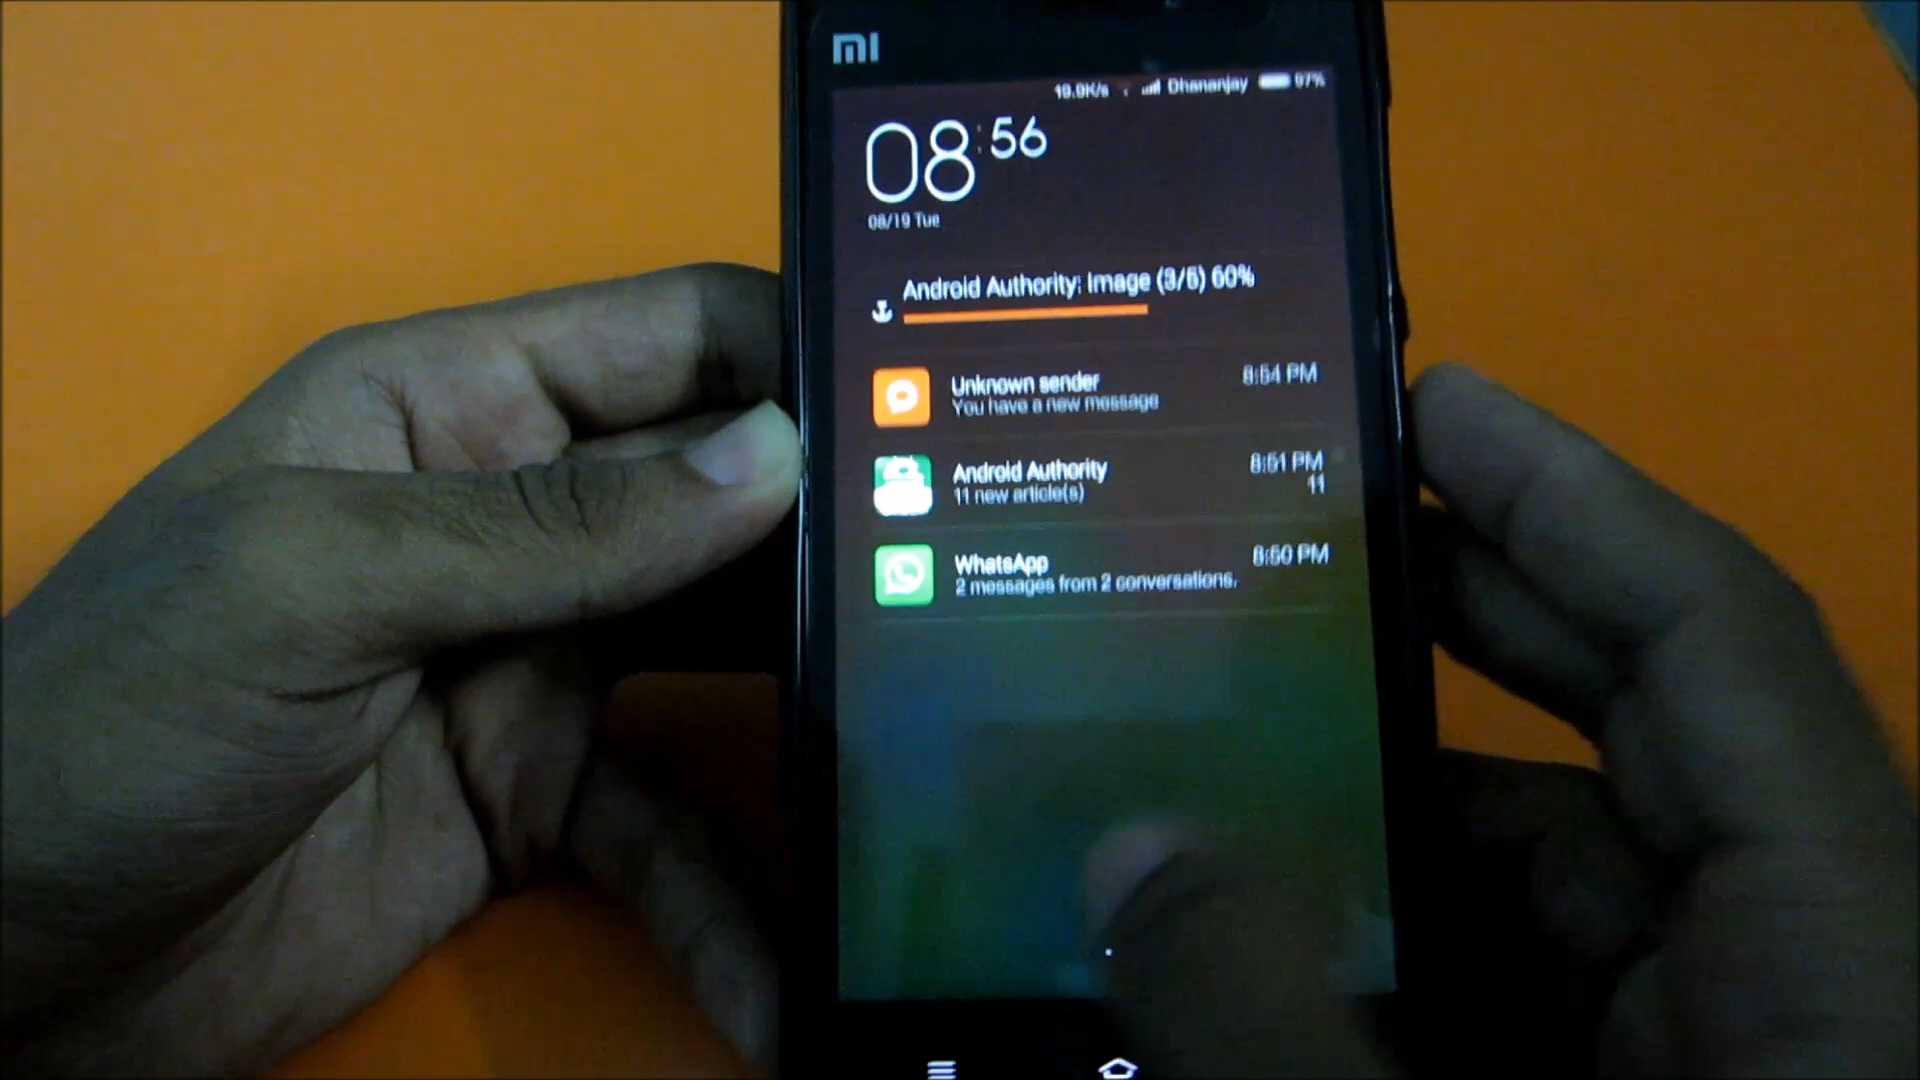 mi
19.9K/s Dhananjay 97%
08:56
08/19 Tue
Android Authority: Image (3/5) 60%
Unknown sender 8:54 PM
You have a new message
Android Authority 8:51 PM
11 new article(s) 11
WhatsApp 8:50 PM
2 messages from 2 conversations.